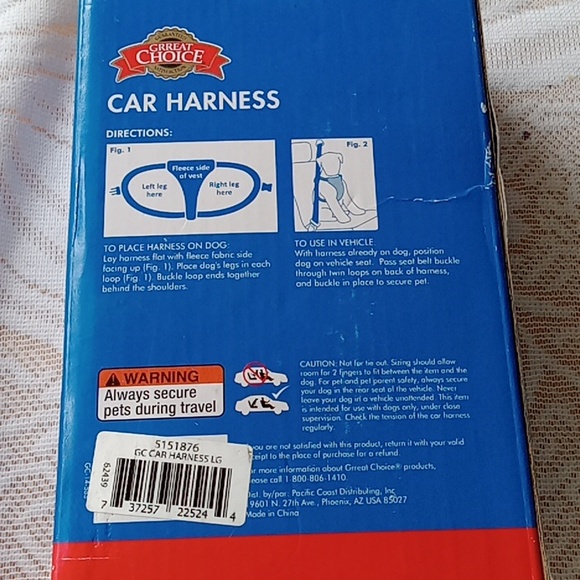 GUARANTEED
GRREAT
CHOICE
SATISFACTION
CAR HARNESS
DIRECTIONS:
Fig. 1
Fleece side
of vest
Left leg
here
Right leg
here
Fig. 2
TO PLACE HARNESS ON DOG:
Lay harness flat with fleece fabric side
facing up (Fig. 1). Place dog's legs in each
loop (Fig. 1). Buckle loop ends together
behind the shoulders.
TO USE IN VEHICLE
With harness already on dog, position
dog on vehicle seat. Pass seat belt buckle
through twin loops on back of harness,
and buckle in place to secure pet.
WARNING
Always secure
pets during travel
CAUTION: Not for tie out. Sizing should allow
room for 2 fingers to fit between the item and the
dog. For pet and pet parent safety, always secure
your dog in the rear seat of the vehicle. Never
leave your dog in a vehicle unattended. This item
is intended for use with dogs only, under close
supervision. Check the tension of the car harness
regularly.
you are not satisfied with this product, return it with your valid
eceipt to the place of purchase for a refund.
r more information about Grreat Choice® products,
ease call 1-800-806-1410.
Dist. by/por: Pacific Coast Distributing, Inc.
9601 N. 27th Ave., Phoenix, AZ USA 85027
Made in China
5151876
GC CAR HARNESS LG
62439
7 37257 22524 4